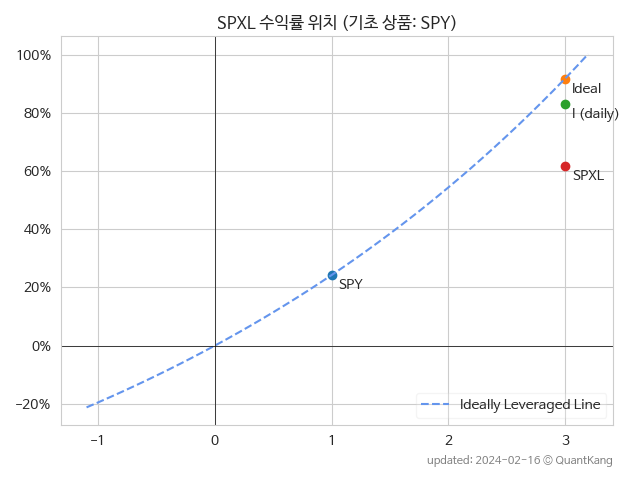 SPXL 수익률 위치 (기초 상품: SPY)
100%
80%
60%
40%
20%
0%
−20%
Ideal
I (daily)
SPXL
SPY
Ideally Leveraged Line
−1
0
1
2
3
updated: 2024-02-16 © QuantKang